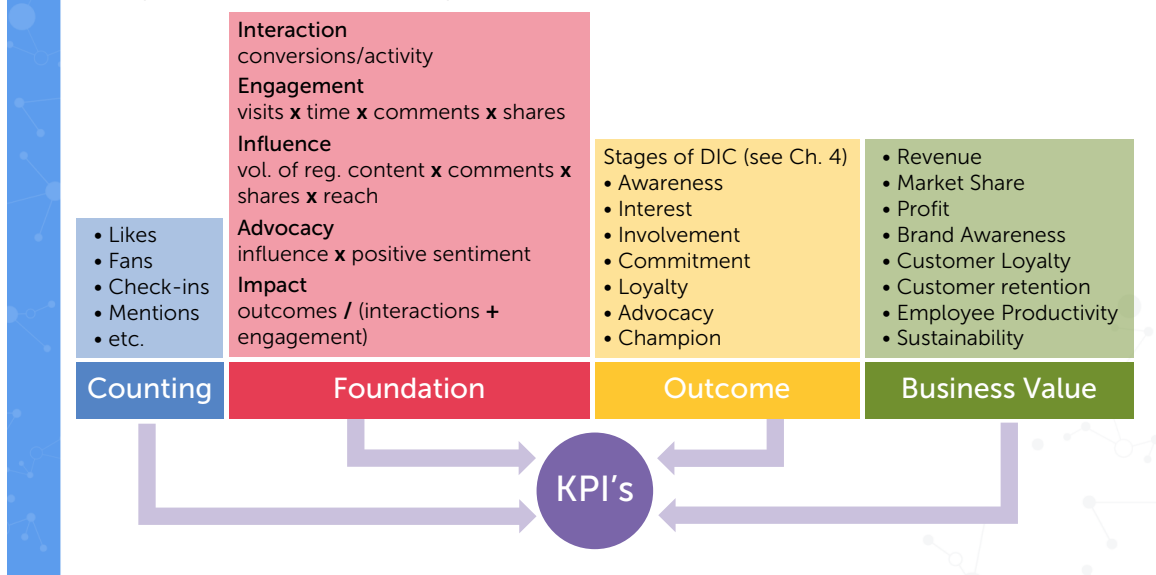 Interaction
conversions/activity
Engagement
visits x time x comments x shares
Influence
vol. of reg. content x comments x
shares x reach
Advocacy
influence x positive sentiment
Impact
outcomes / (interactions +
engagement)
• Likes
• Fans
• Check-ins
• Mentions
• etc.
Stages of DIC (see Ch. 4)
• Awareness
• Interest
• Involvement
• Commitment
• Loyalty
• Advocacy
• Champion
• Revenue
• Market Share
• Profit
• Brand Awareness
• Customer Loyalty
• Customer retention
• Employee Productivity
• Sustainability
Counting
Foundation
Outcome
Business Value
KPI's